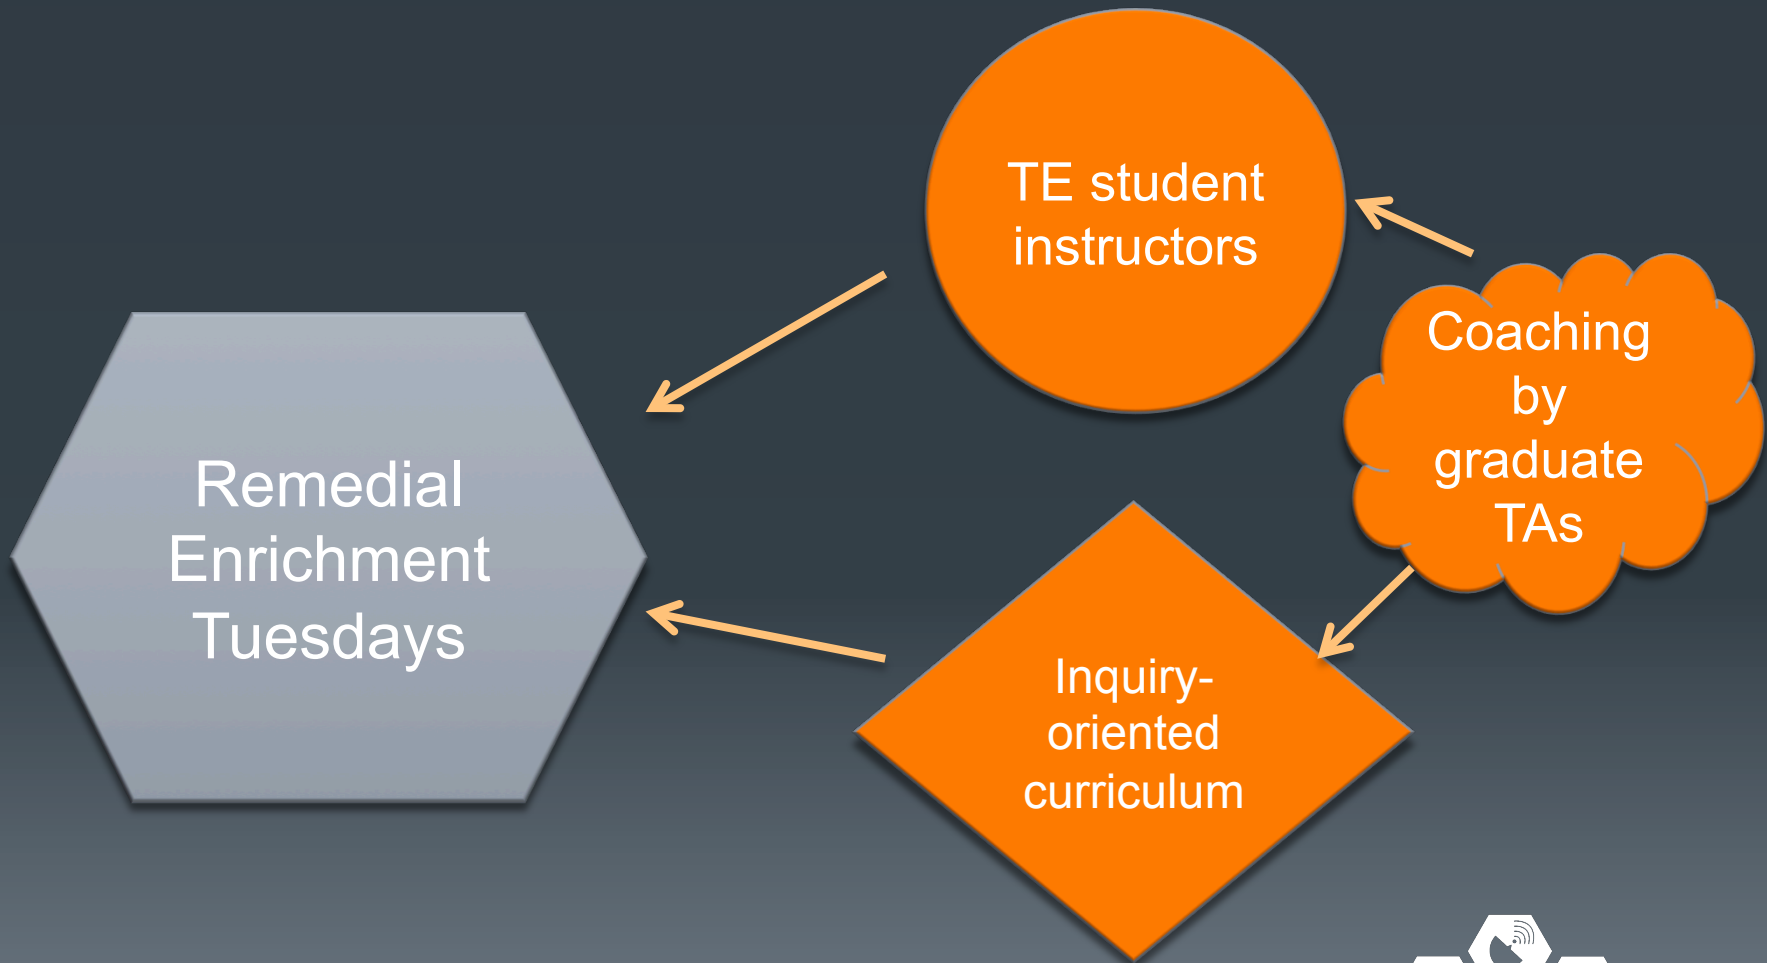 TE student
instructors
Coaching
by
graduate
TAs
Remedial
Enrichment
Tuesdays
Inquiry-
oriented
curriculum